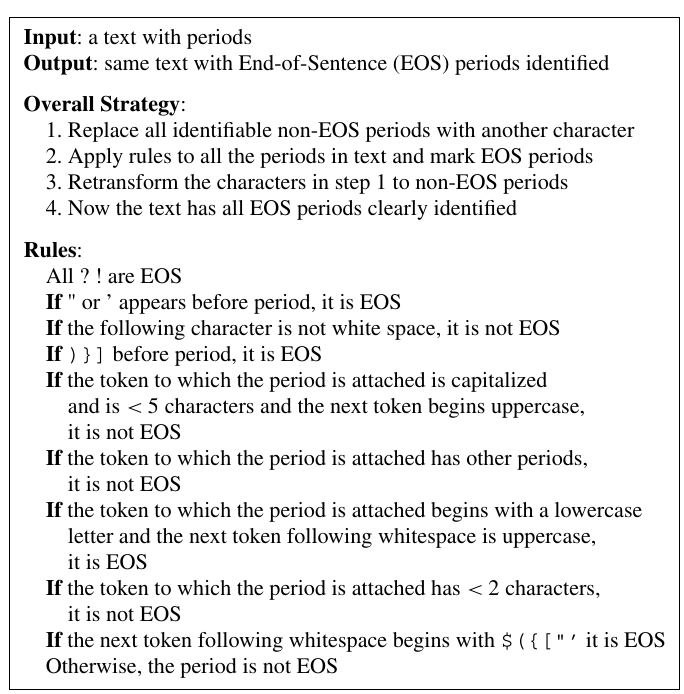 Input: a text with periods
Output: same text with End-of-Sentence (EOS) periods identified
Overall Strategy:
1. Replace all identifiable non-EOS periods with another character
2. Apply rules to all the periods in text and mark EOS periods
3. Retransform the characters in step 1 to non-EOS periods
4. Now the text has all EOS periods clearly identified
Rules:
All ? ! are EOS
If " or ' appears before period, it is EOS
If the following character is not white space, it is not EOS
If ) } ] before period, it is EOS
If the token to which the period is attached is capitalized
and is < 5 characters and the next token begins uppercase,
it is not EOS
If the token to which the period is attached has other periods,
it is not EOS
If the token to which the period is attached begins with a lowercase
letter and the next token following whitespace is uppercase,
it is EOS
If the token to which the period is attached has < 2 characters,
it is not EOS
If the next token following whitespace begins with $ ( { [ " ' it is EOS
Otherwise, the period is not EOS